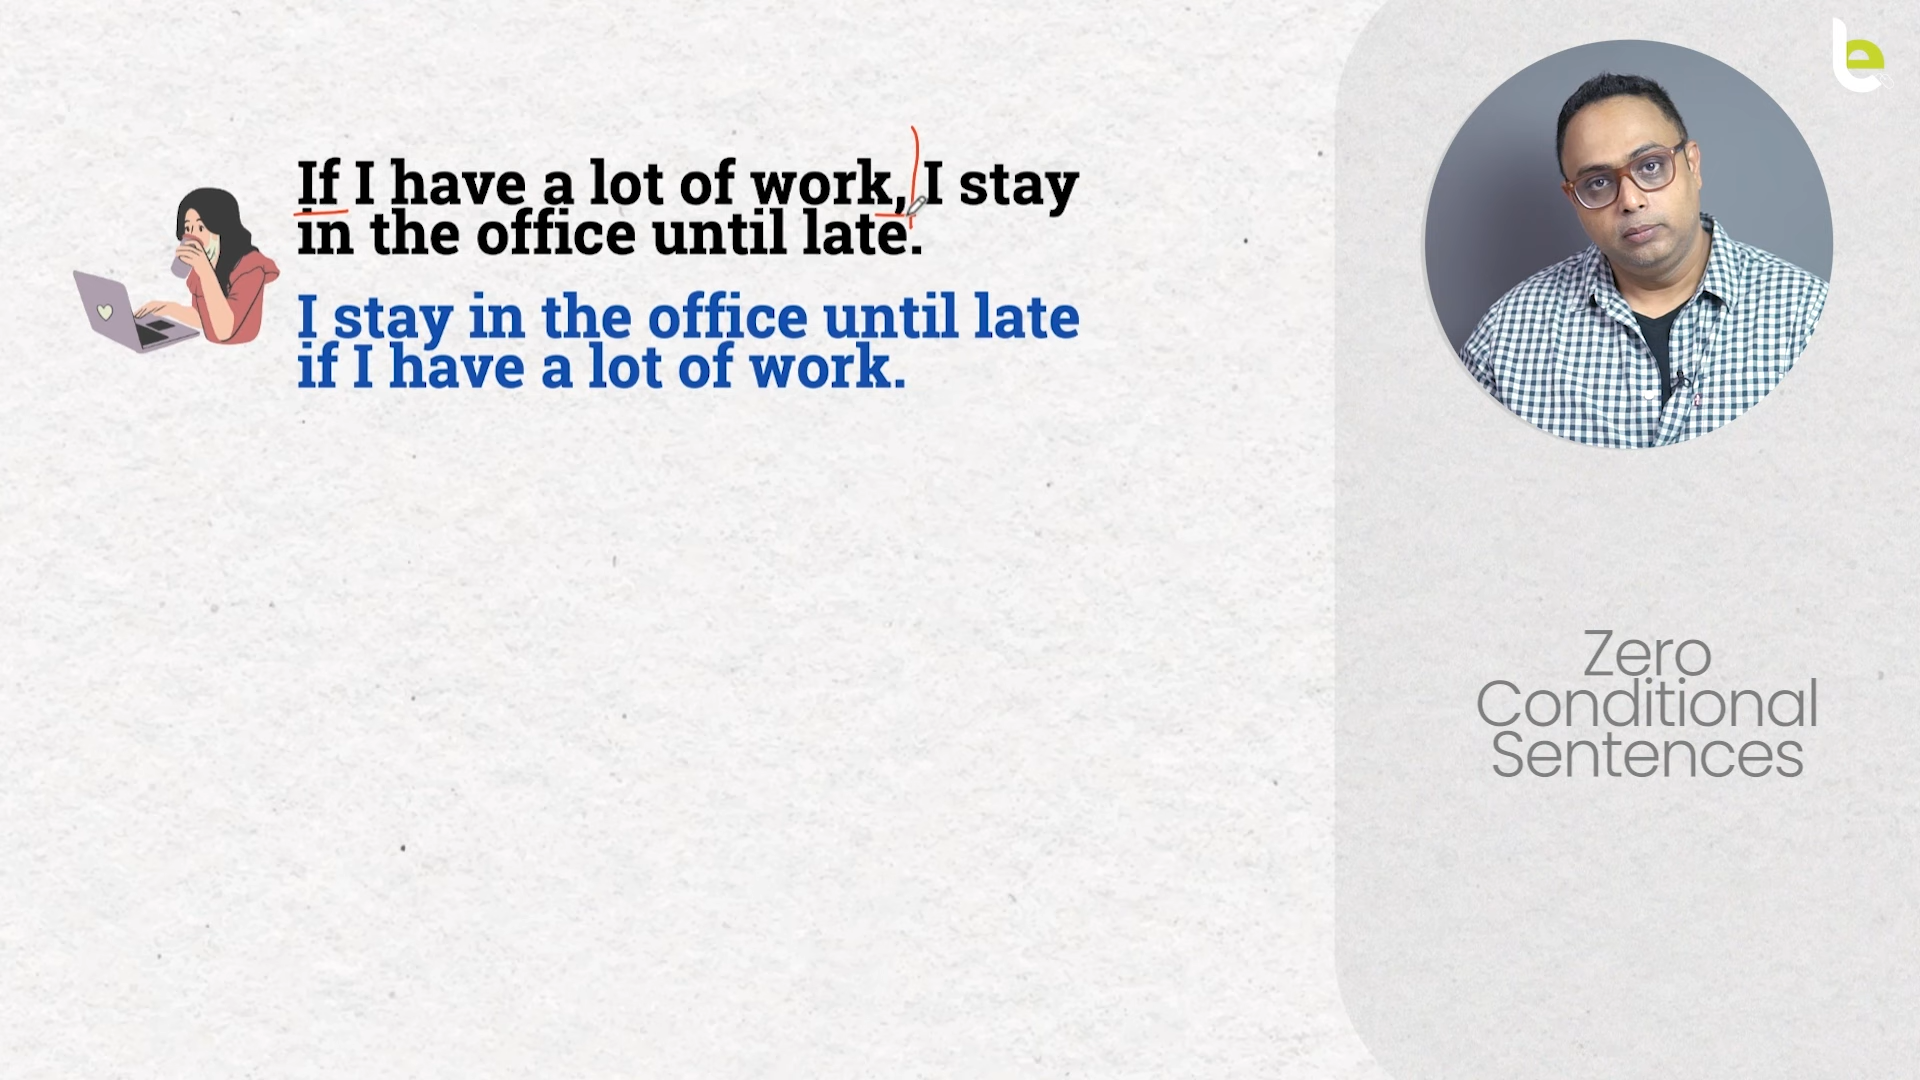 If I have a lot of work, I stay
in the office until late.
I stay in the office until late
if I have a lot of work.
Zero
Conditional
Sentences